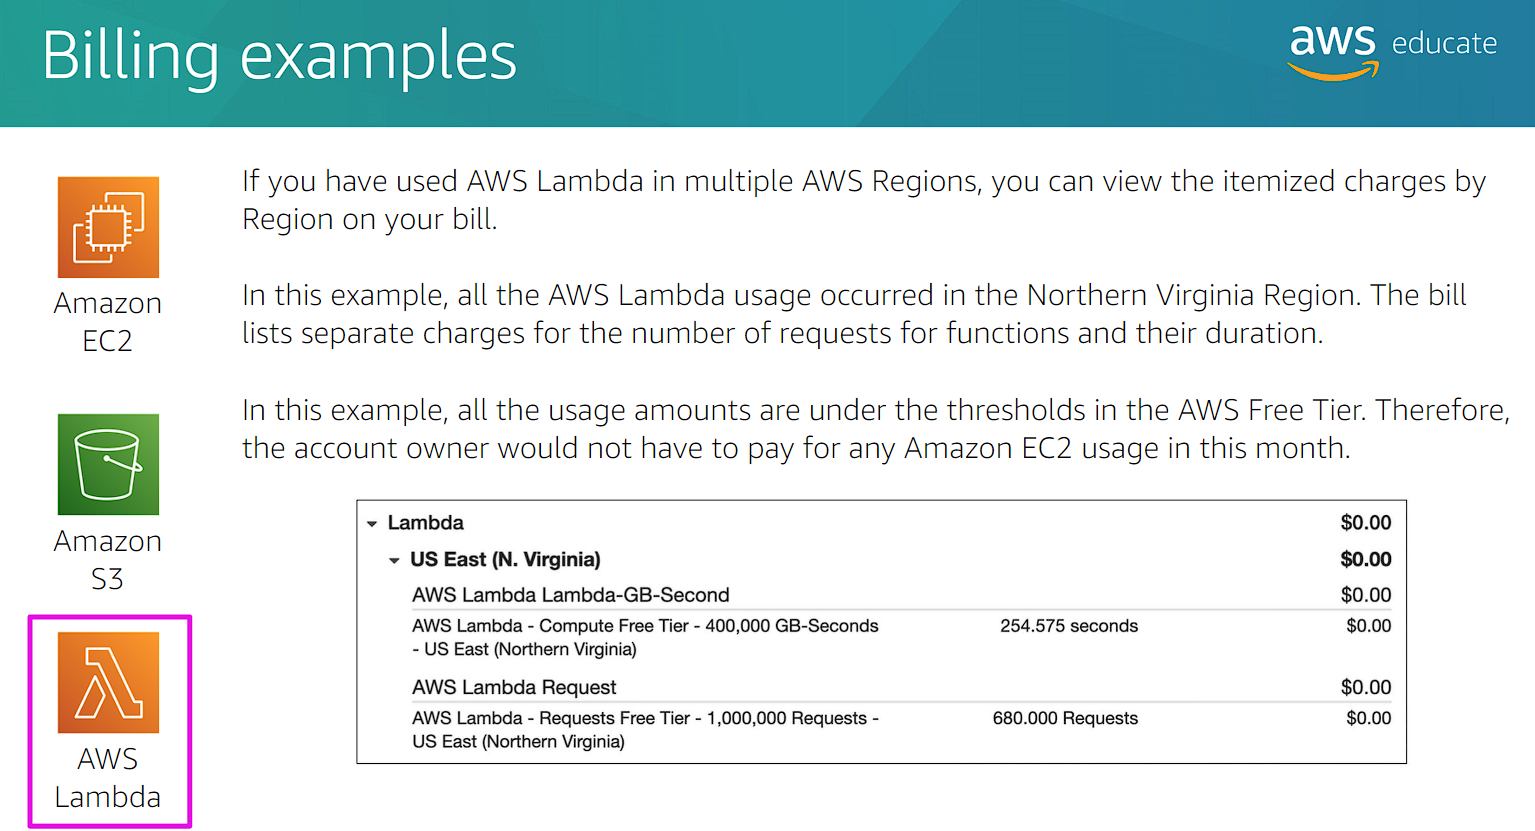 Billing examples
aws educate
Amazon
EC2
Amazon
S3
AWS
Lambda
If you have used AWS Lambda in multiple AWS Regions, you can view the itemized charges by
Region on your bill.
In this example, all the AWS Lambda usage occurred in the Northern Virginia Region. The bill
lists separate charges for the number of requests for functions and their duration.
In this example, all the usage amounts are under the thresholds in the AWS Free Tier. Therefore,
the account owner would not have to pay for any Amazon EC2 usage in this month.
Lambda $0.00
US East (N. Virginia) $0.00
AWS Lambda Lambda-GB-Second $0.00
AWS Lambda - Compute Free Tier - 400,000 GB-Seconds 254.575 seconds $0.00
- US East (Northern Virginia)
AWS Lambda Request $0.00
AWS Lambda - Requests Free Tier - 1,000,000 Requests - 680.000 Requests $0.00
US East (Northern Virginia)